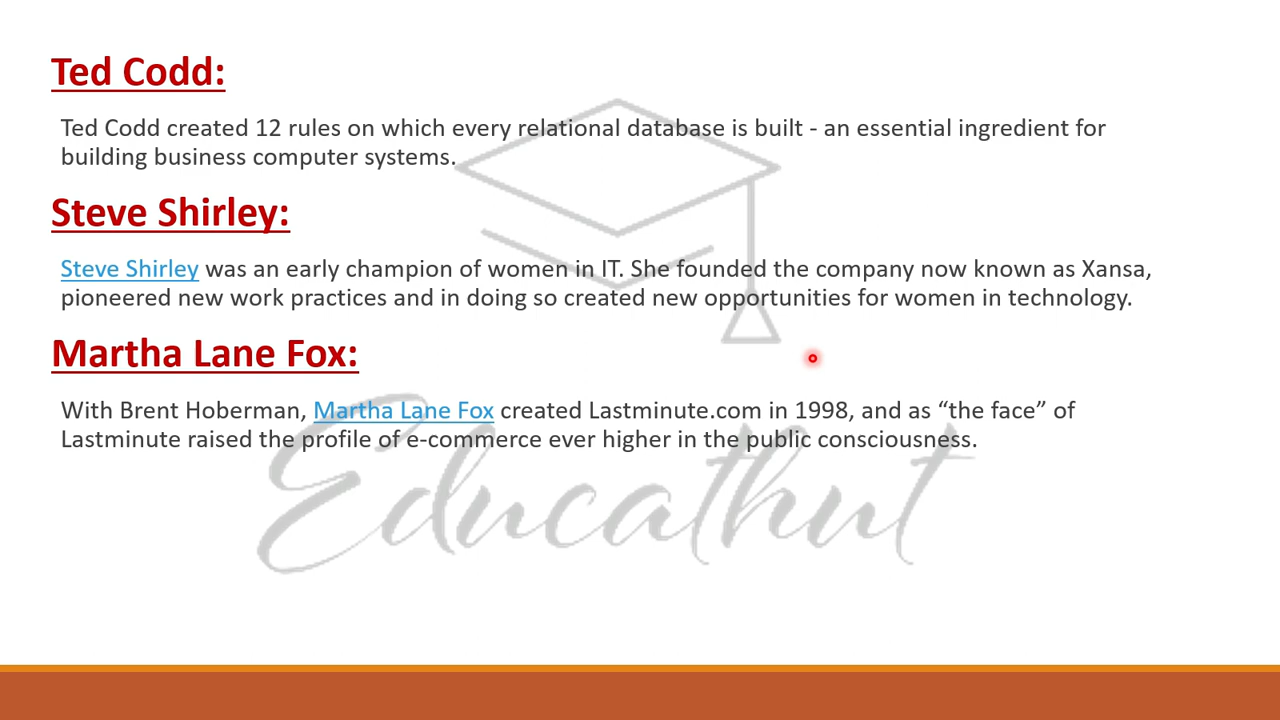 Ted Codd:
Ted Codd created 12 rules on which every relational database is built - an essential ingredient for
building business computer systems.
Steve Shirley:
Steve Shirley was an early champion of women in IT. She founded the company now known as Xansa,
pioneered new work practices and in doing so created new opportunities for women in technology.
Martha Lane Fox:
With Brent Hoberman, Martha Lane Fox created Lastminute.com in 1998, and as “the face” of
Lastminute raised the profile of e-commerce ever higher in the public consciousness.
Educathut